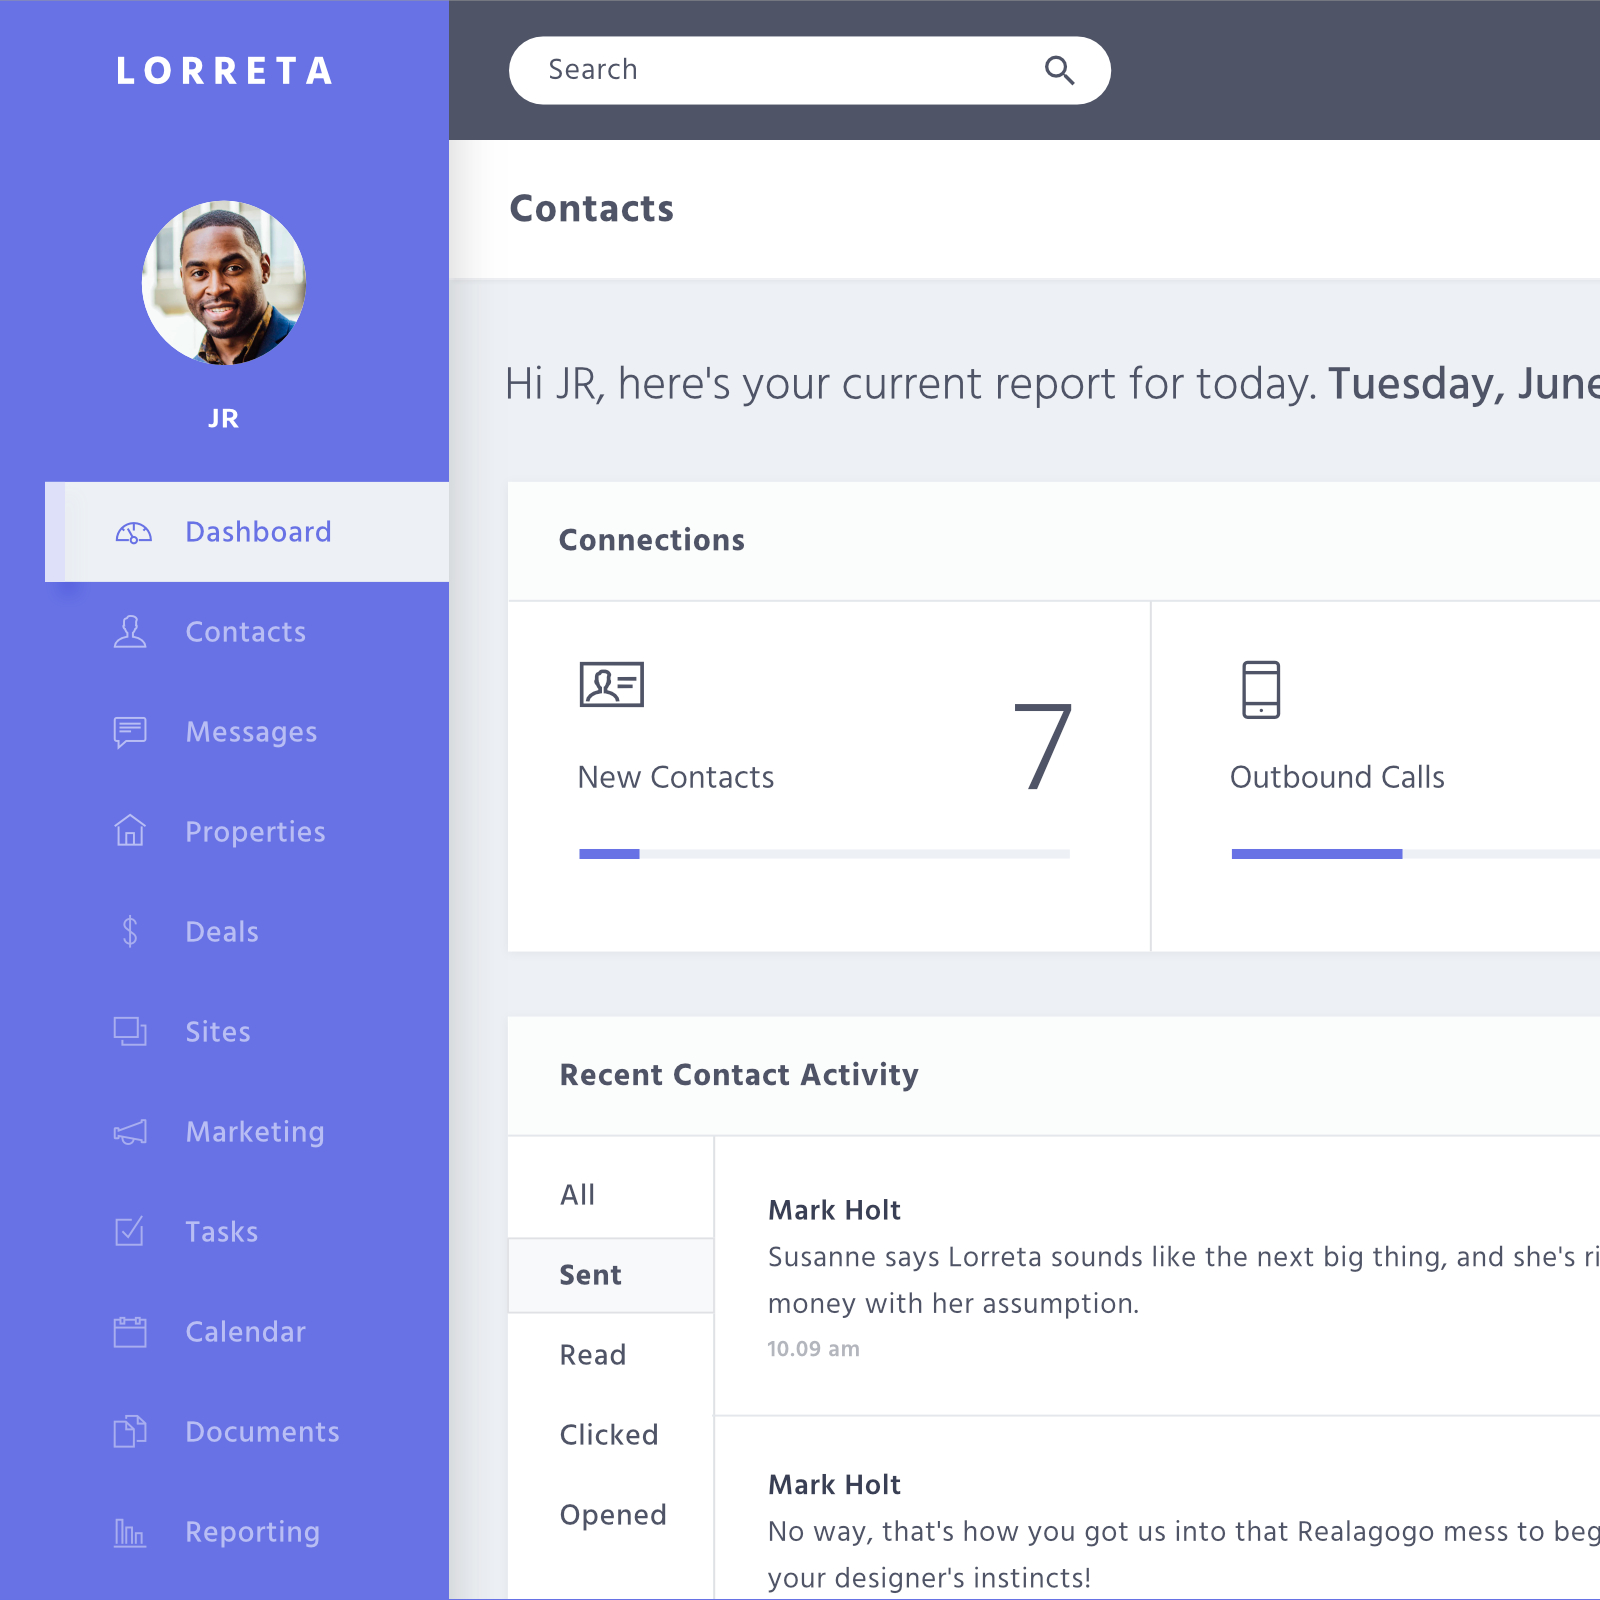 LORRETA
Search
Contacts
JR
Hi JR, here's your current report for today. Tuesday, June
Dashboard
Contacts
Messages
Properties
Deals
Sites
Marketing
Tasks
Calendar
Documents
Reporting
Connections
New Contacts
7
Outbound Calls
Recent Contact Activity
All
Sent
Read
Clicked
Opened
Mark Holt
Susanne says Lorreta sounds like the next big thing, and she's
money with her assumption.
10.09 am
Mark Holt
No way, that's how you got us into that Realagogo mess to
your designer's instincts!